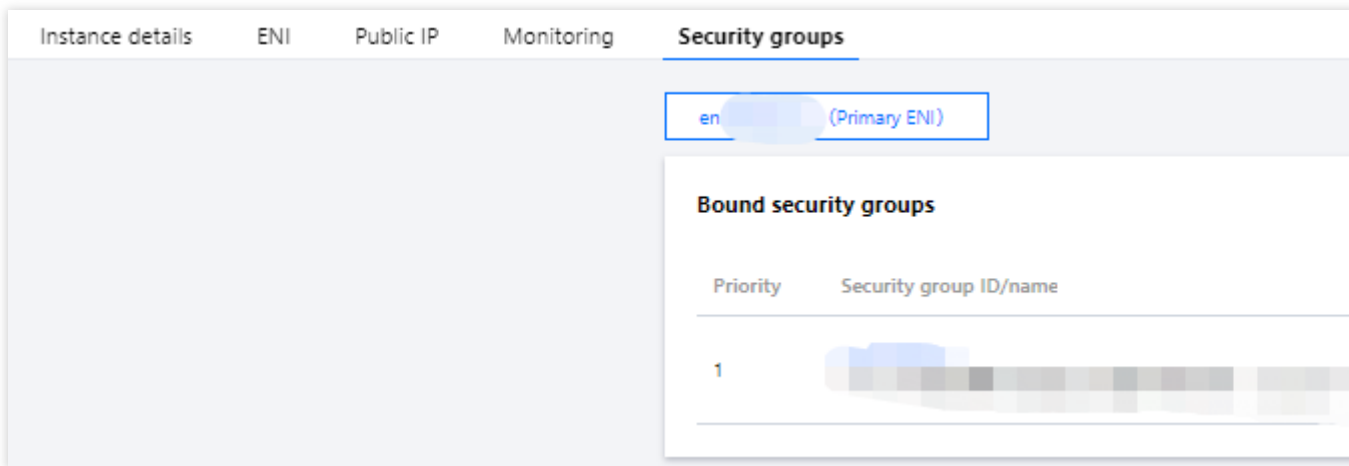 Instance details ENI Public IP Monitoring Security groups
en (Primary ENI)
Bound security groups
Priority Security group ID/name
1